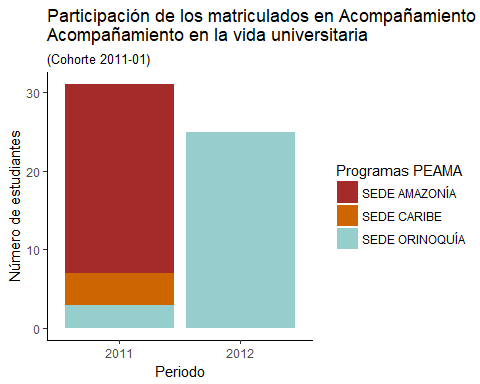 Participación de los matriculados en Acompañamiento
Acompañamiento en la vida universitaria
(Cohorte 2011-01)
Número de estudiantes
30
20
10
0
2011
2012
Periodo
Programas PEAMA
SEDE AMAZONÍA
SEDE CARIBE
SEDE ORINOQUÍA